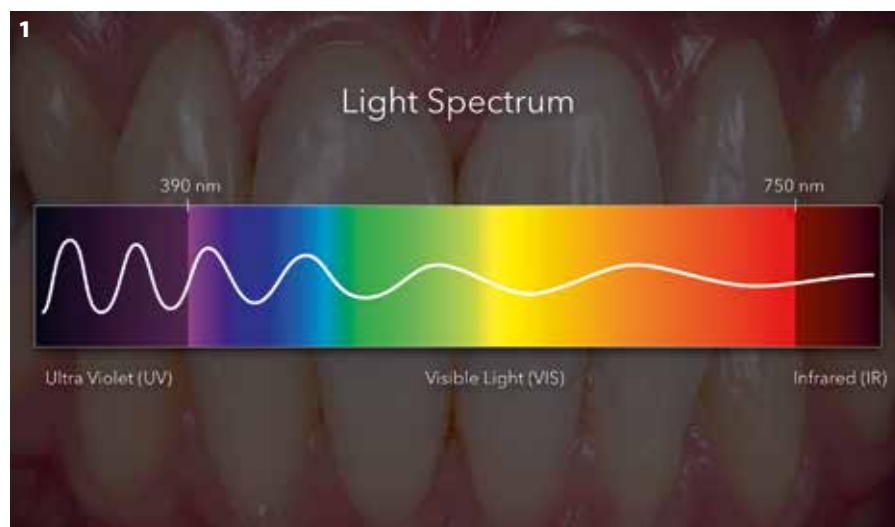 1
Light Spectrum
390 nm
750 nm
Ultra Violet (UV)
Visible Light (VIS)
Infrared (IR)